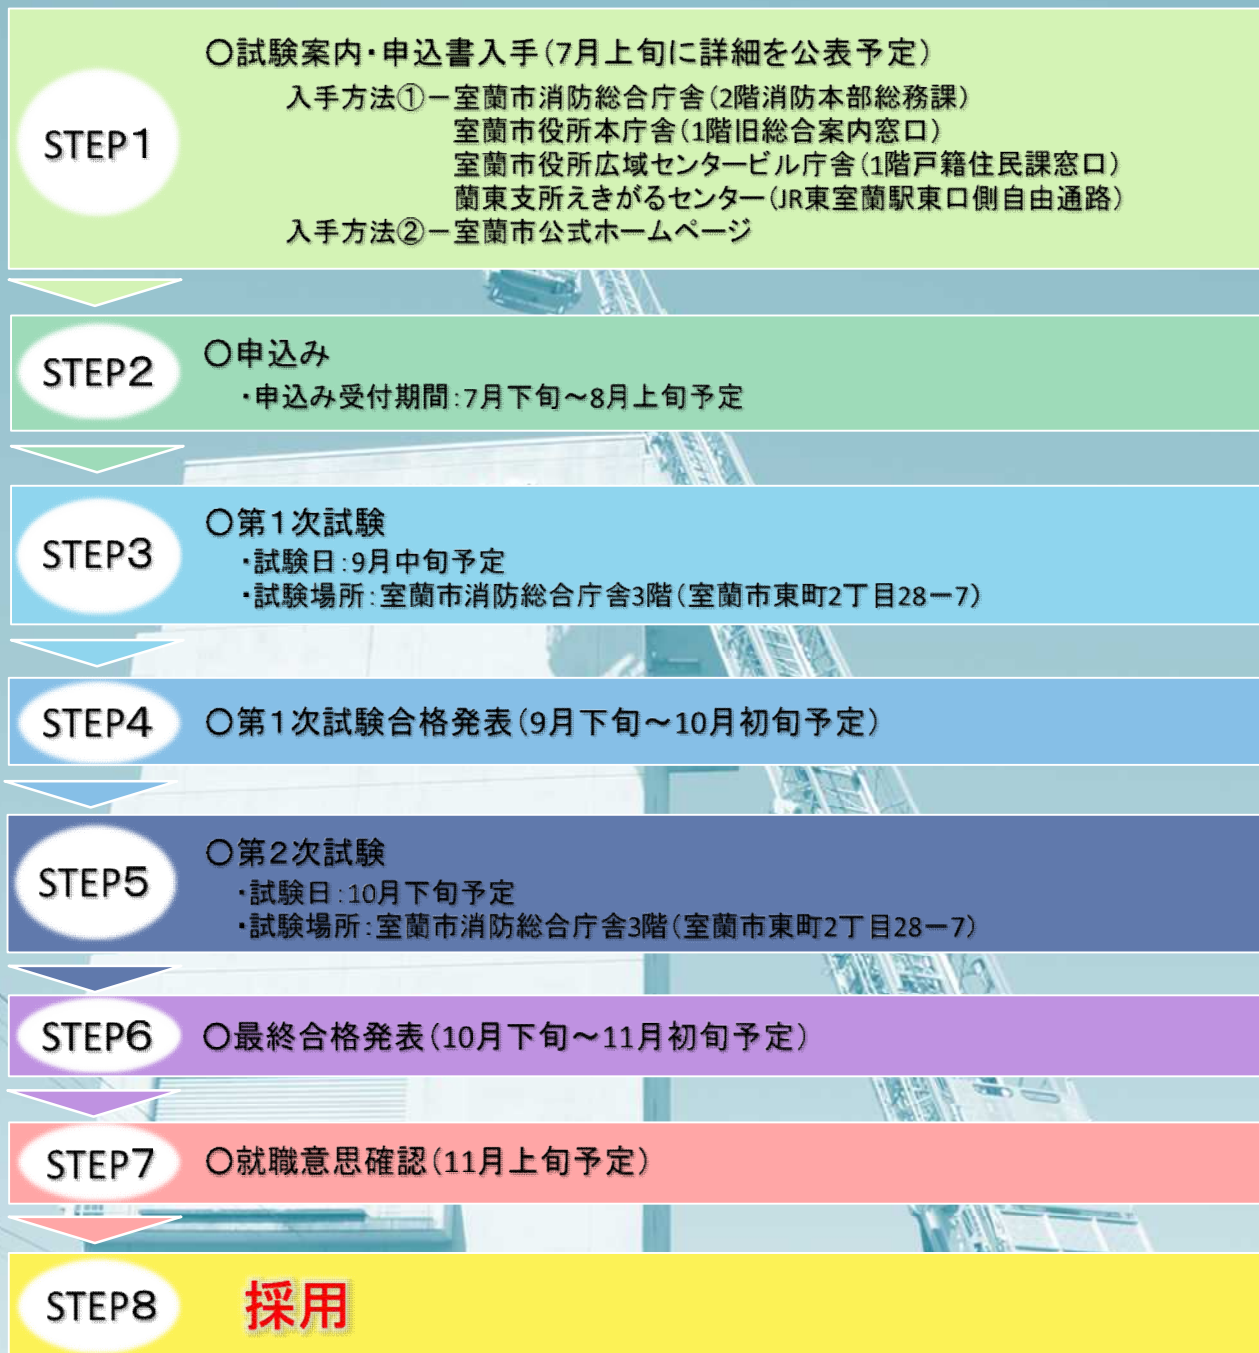 STEP1
○試験案内・申込書入手(7月上旬に詳細を公表予定)
入手方法①－室蘭市消防総合庁舎(2階消防本部総務課)
室蘭市役所本庁舎(1階旧総合案内窓口)
室蘭市役所広域センタービル庁舎(1階戸籍住民課窓口)
蘭東支所えきがるセンター(JR東室蘭駅東口側自由通路)
入手方法②－室蘭市公式ホームページ
STEP2
○申込み
・申込み受付期間:7月下旬～8月上旬予定
STEP3
○第1次試験
・試験日:9月中旬予定
・試験場所:室蘭市消防総合庁舎3階(室蘭市東町2丁目28－7)
STEP4
○第1次試験合格発表(9月下旬～10月初旬予定)
STEP5
○第2次試験
・試験日:10月下旬予定
・試験場所:室蘭市消防総合庁舎3階(室蘭市東町2丁目28－7)
STEP6
○最終合格発表(10月下旬～11月初旬予定)
STEP7
○就職意思確認(11月上旬予定)
STEP8
採用